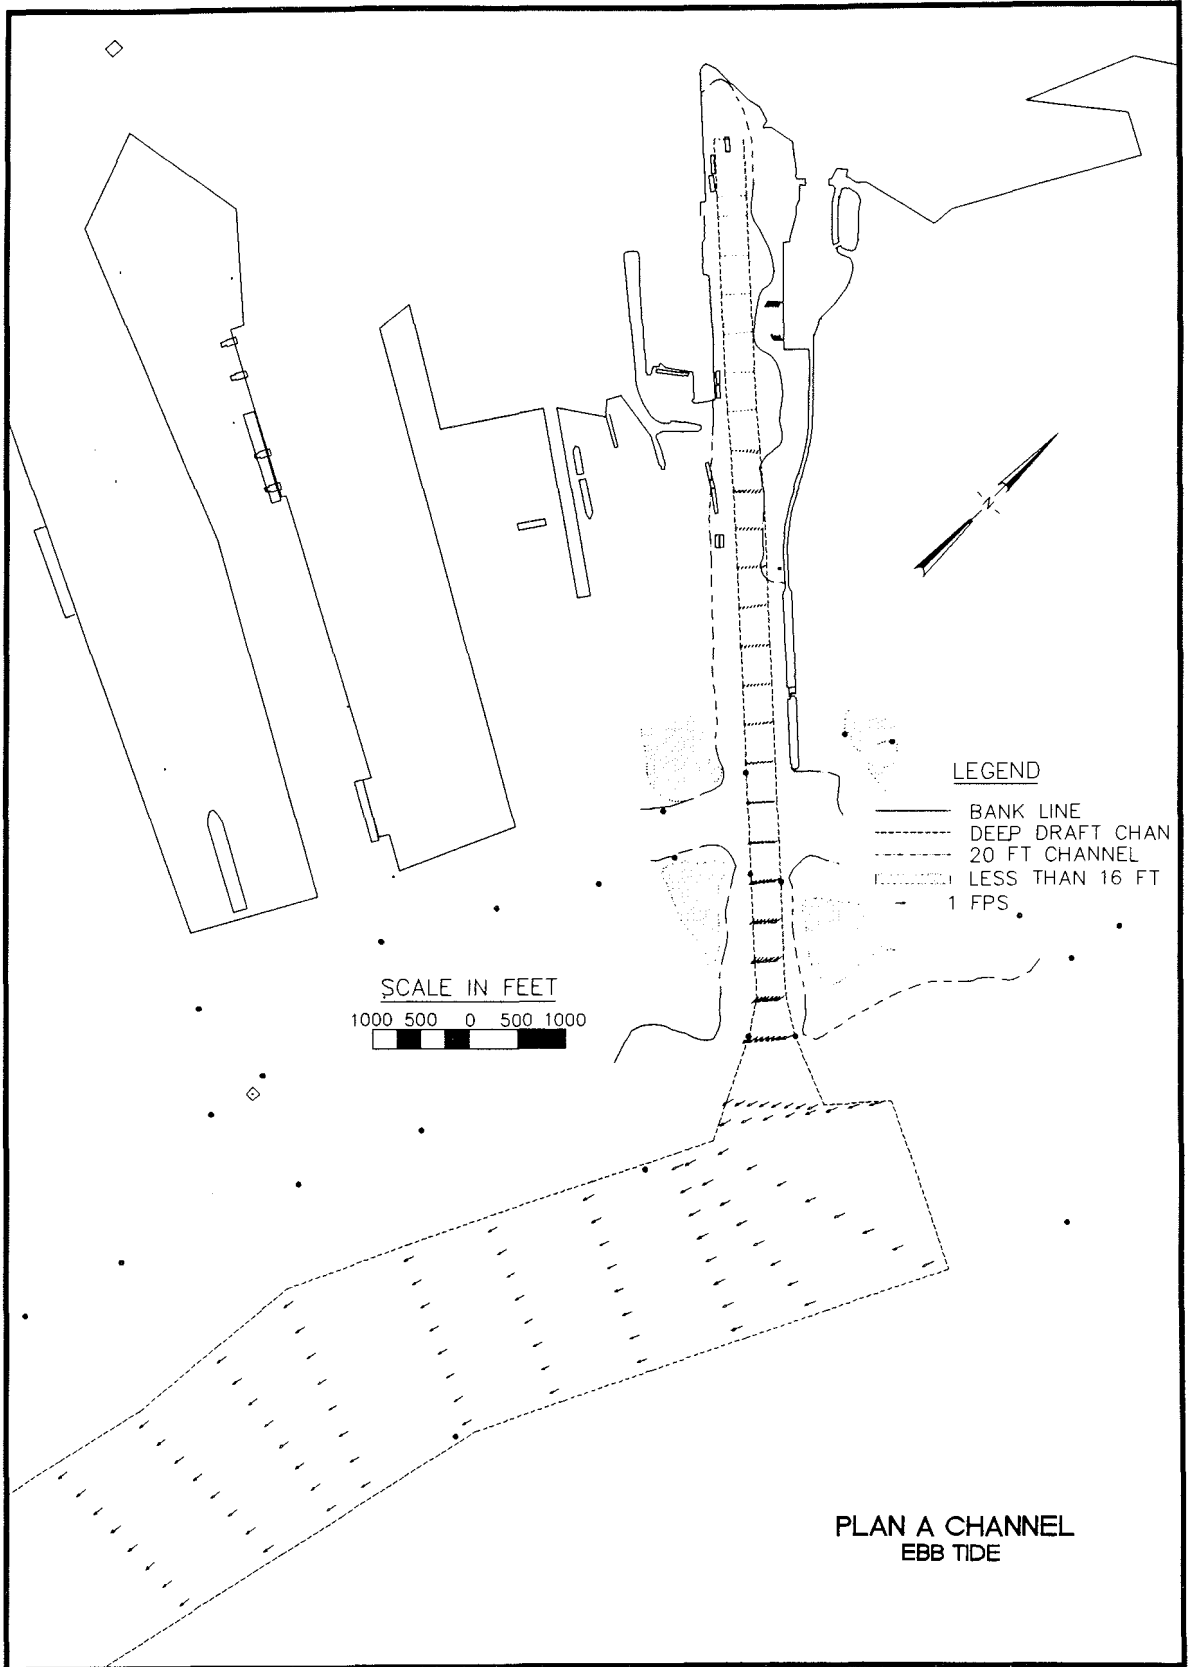 N
LEGEND
BANK LINE
DEEP DRAFT CHAN
20 FT CHANNEL
LESS THAN 16 FT
1 FPS
SCALE IN FEET
1000 500 0 500 1000
PLAN A CHANNEL
EBB TIDE